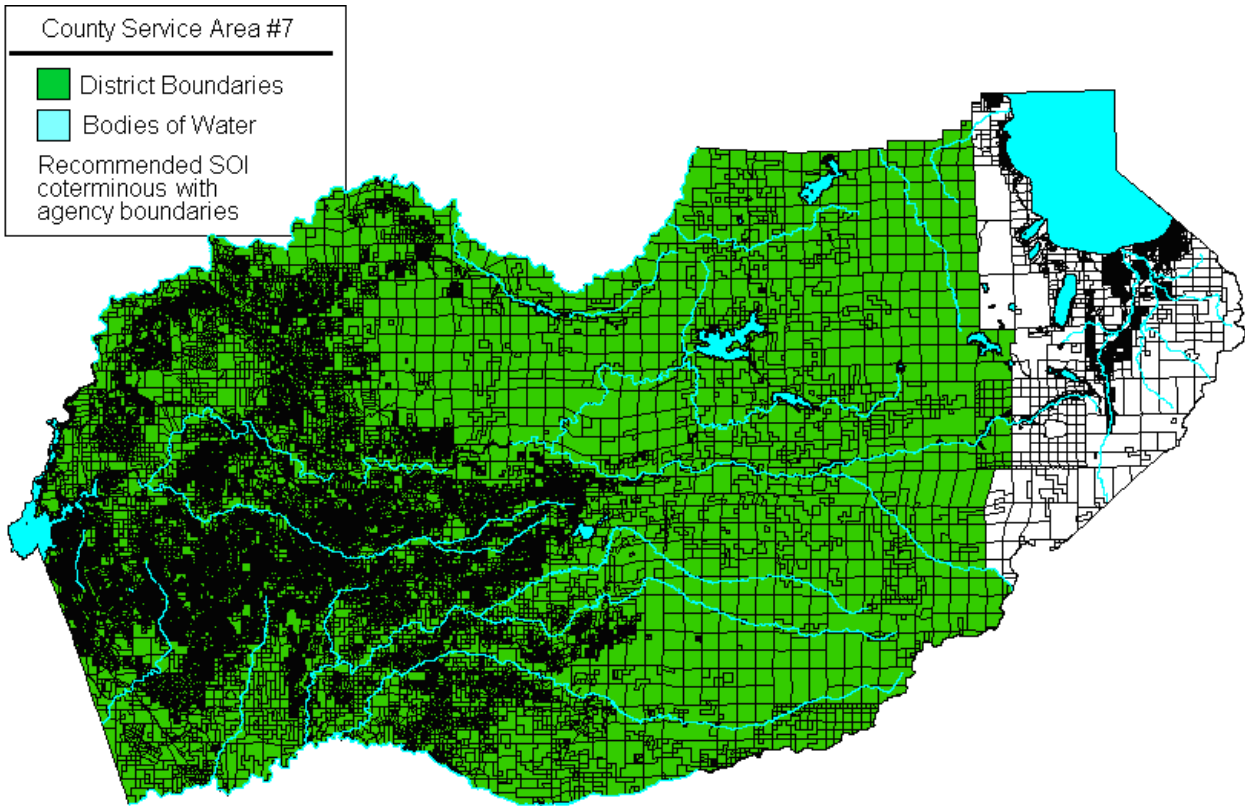 County Service Area #7
District Boundaries
Bodies of Water
Recommended SOI
coterminous with
agency boundaries